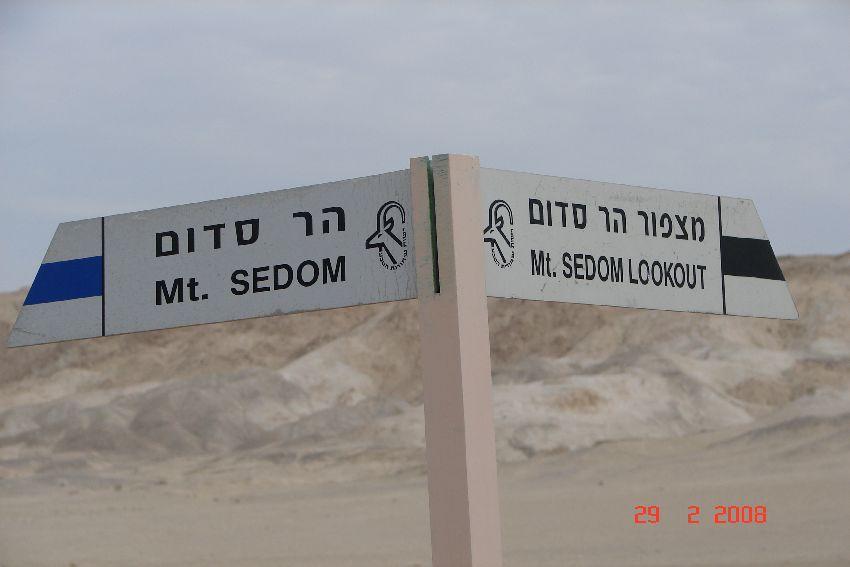 הר סדום
Mt. SEDOM
מצפור הר סדום
Mt. SEDOM LOOKOUT
29 2 2008